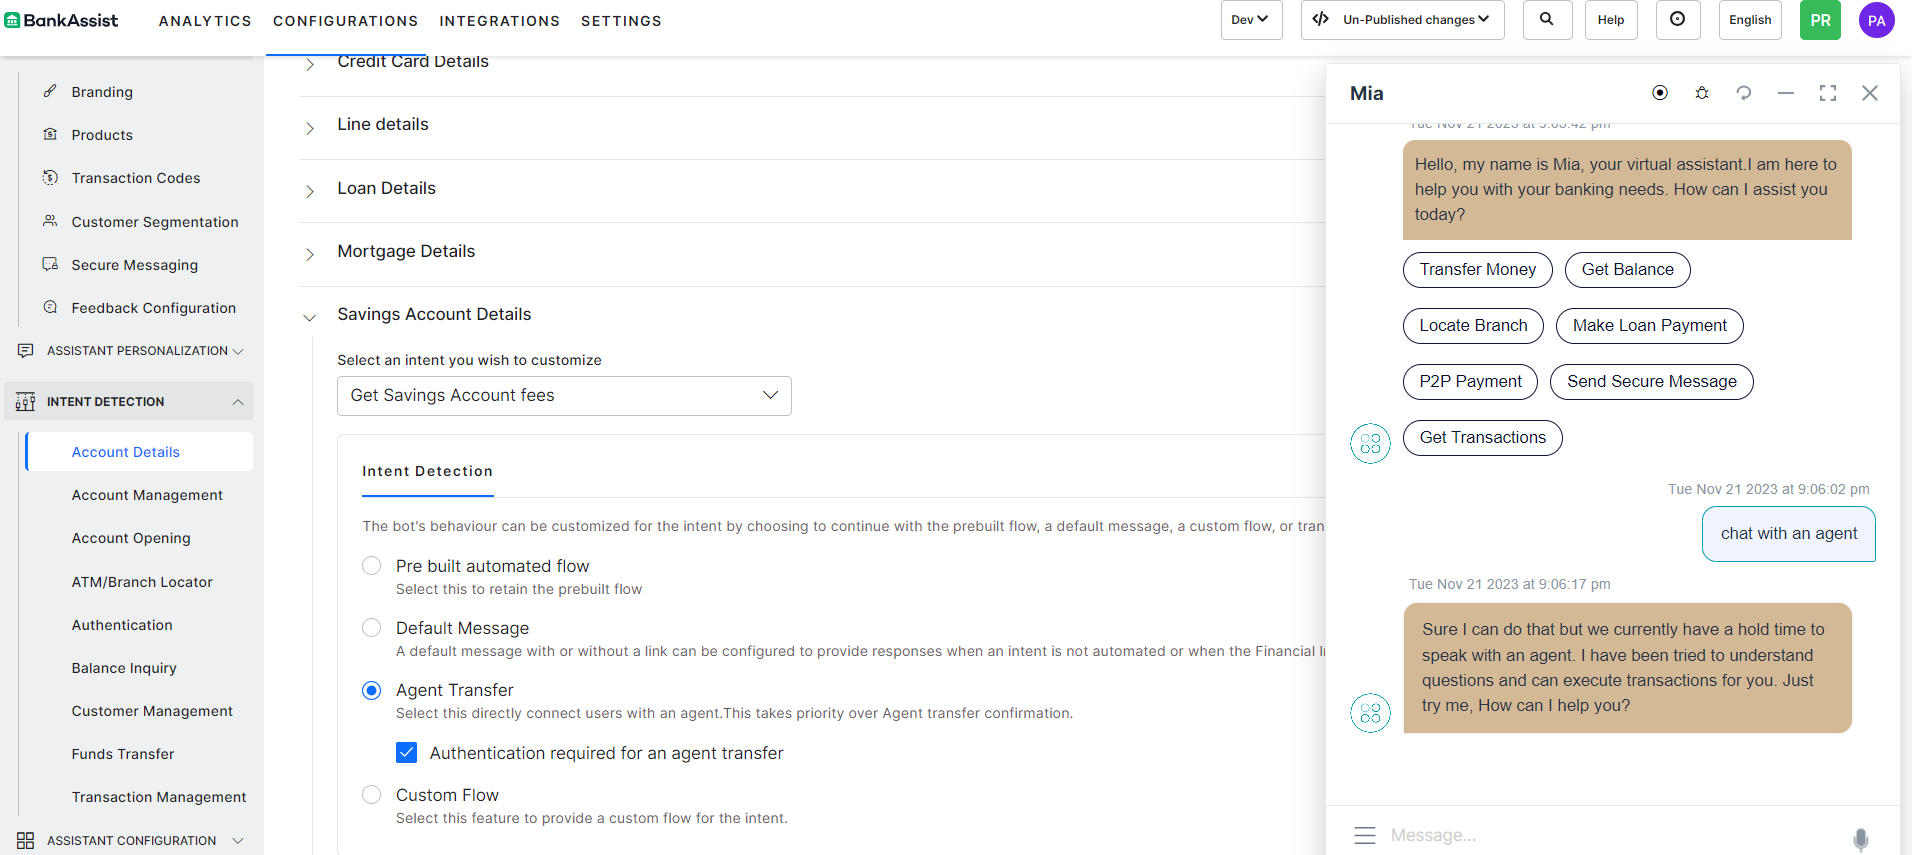 BankAssist
ANALYTICS
CONFIGURATIONS
INTEGRATIONS
SETTINGS
Dev
Un-Published changes
Help
English
PR
PA
Branding
Products
Transaction Codes
Customer Segmentation
Secure Messaging
Feedback Configuration
ASSISTANT PERSONALIZATION
INTENT DETECTION
Account Details
Account Management
Account Opening
ATM/Branch Locator
Authentication
Balance Inquiry
Customer Management
Funds Transfer
Transaction Management
ASSISTANT CONFIGURATION
Credit Card Details
Line details
Loan Details
Mortgage Details
Savings Account Details
Select an intent you wish to customize
Get Savings Account fees
Intent Detection
The bot's behaviour can be customized for the intent by choosing to continue with the prebuilt flow, a default message, a custom flow, or tran
Pre built automated flow
Select this to retain the prebuilt flow
Default Message
A default message with or without a link can be configured to provide responses when an intent is not automated or when the Financial I
Agent Transfer
Select this directly connect users with an agent.This takes priority over Agent transfer confirmation.
Authentication required for an agent transfer
Custom Flow
Select this feature to provide a custom flow for the intent.
Mia
Tue Nov 21 2023 at 9:05:42 pm
Hello, my name is Mia, your virtual assistant.I am here to
help you with your banking needs. How can I assist you
today?
Transfer Money
Get Balance
Locate Branch
Make Loan Payment
P2P Payment
Send Secure Message
Get Transactions
Tue Nov 21 2023 at 9:06:02 pm
chat with an agent
Tue Nov 21 2023 at 9:06:17 pm
Sure I can do that but we currently have a hold time to
speak with an agent. I have been tried to understand
questions and can execute transactions for you. Just
try me, How can I help you?
Message...